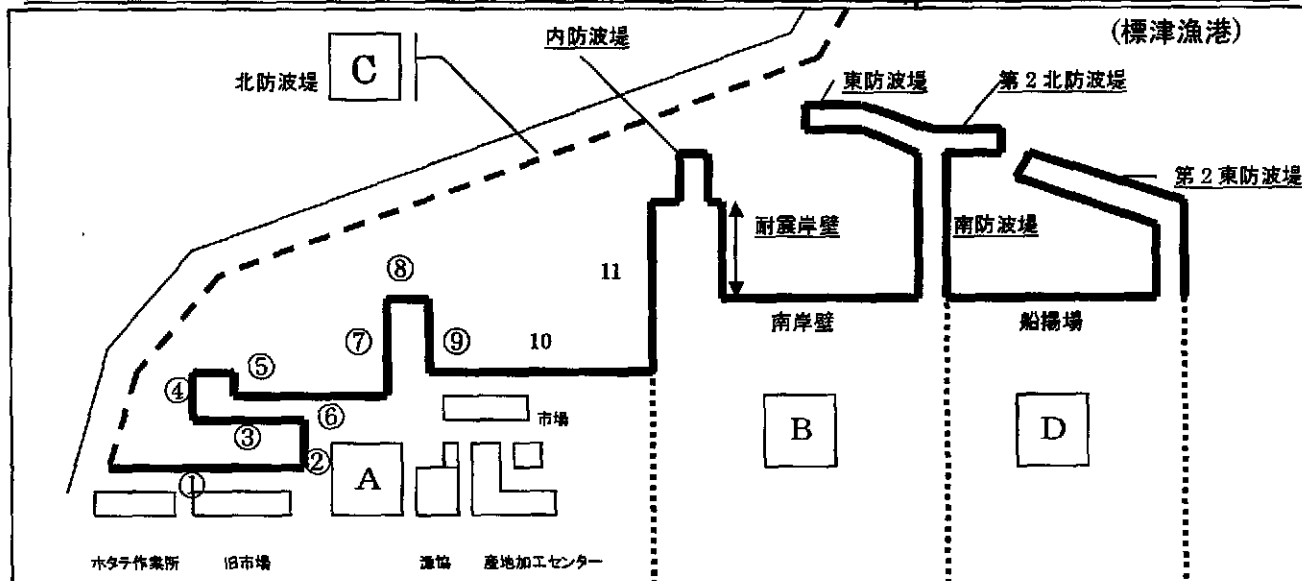 (標津漁港)
内防波堤
C
北防波堤
東防波堤
第2北防波堤
第2東防波堤
耐震岸壁
南防波堤
11
⑧
南岸壁
船揚場
⑦
⑨
10
⑤
④
⑥
市場
③
B
D
②
A
①
ホタテ作業所
旧市場
漁協
産地加工センター